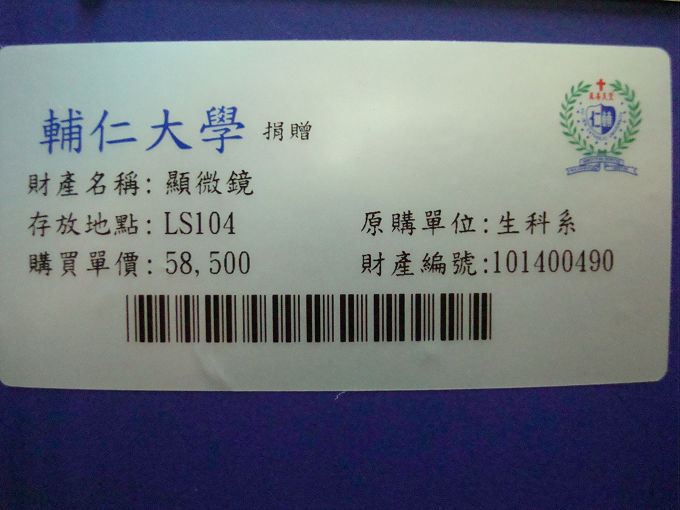 輔仁大學 捐贈
財產名稱: 顯微鏡
存放地點: LS104 原購單位: 生科系
購買單價: 58,500 財產編號:101400490